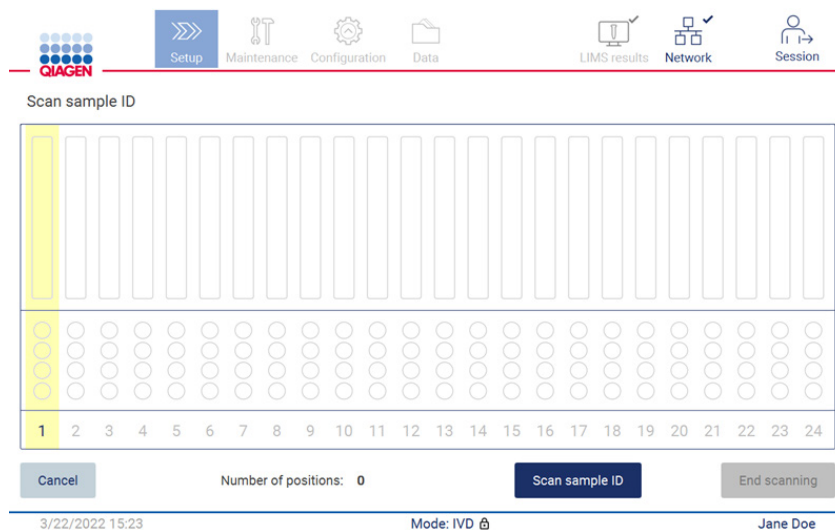 QIAGEN
Setup Maintenance Configuration Data LIMS results Network Session
Scan sample ID
1 2 3 4 5 6 7 8 9 10 11 12 13 14 15 16 17 18 19 20 21 22 23 24
Cancel Number of positions: 0 Scan sample ID End scanning
3/22/2022 15:23 Mode: IVD Jane Doe